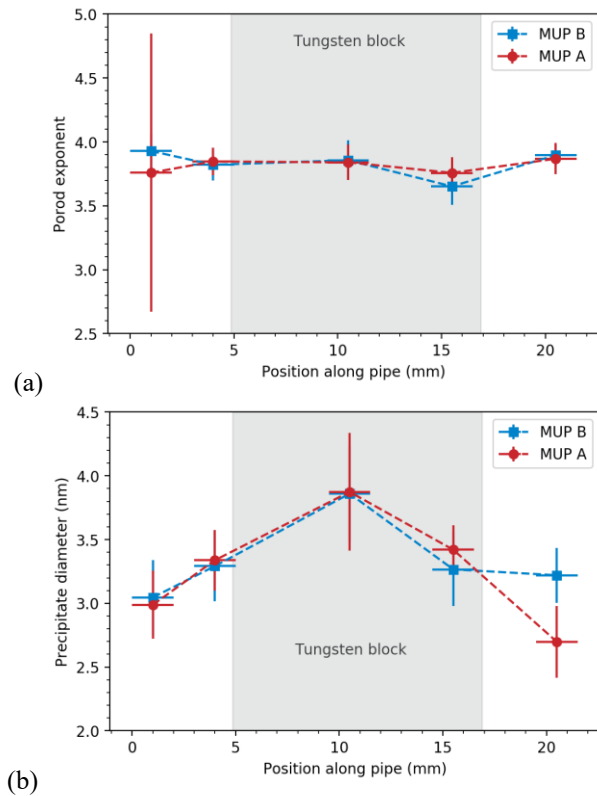 5.0
4.5
4.0
3.5
3.0
2.5
Porod exponent
Tungsten block
MUP B
MUP A
0 5 10 15 20
Position along pipe (mm)
(a)
4.5
4.0
3.5
3.0
2.5
2.0
Precipitate diameter (nm)
MUP B
MUP A
Tungsten block
0 5 10 15 20
Position along pipe (mm)
(b)